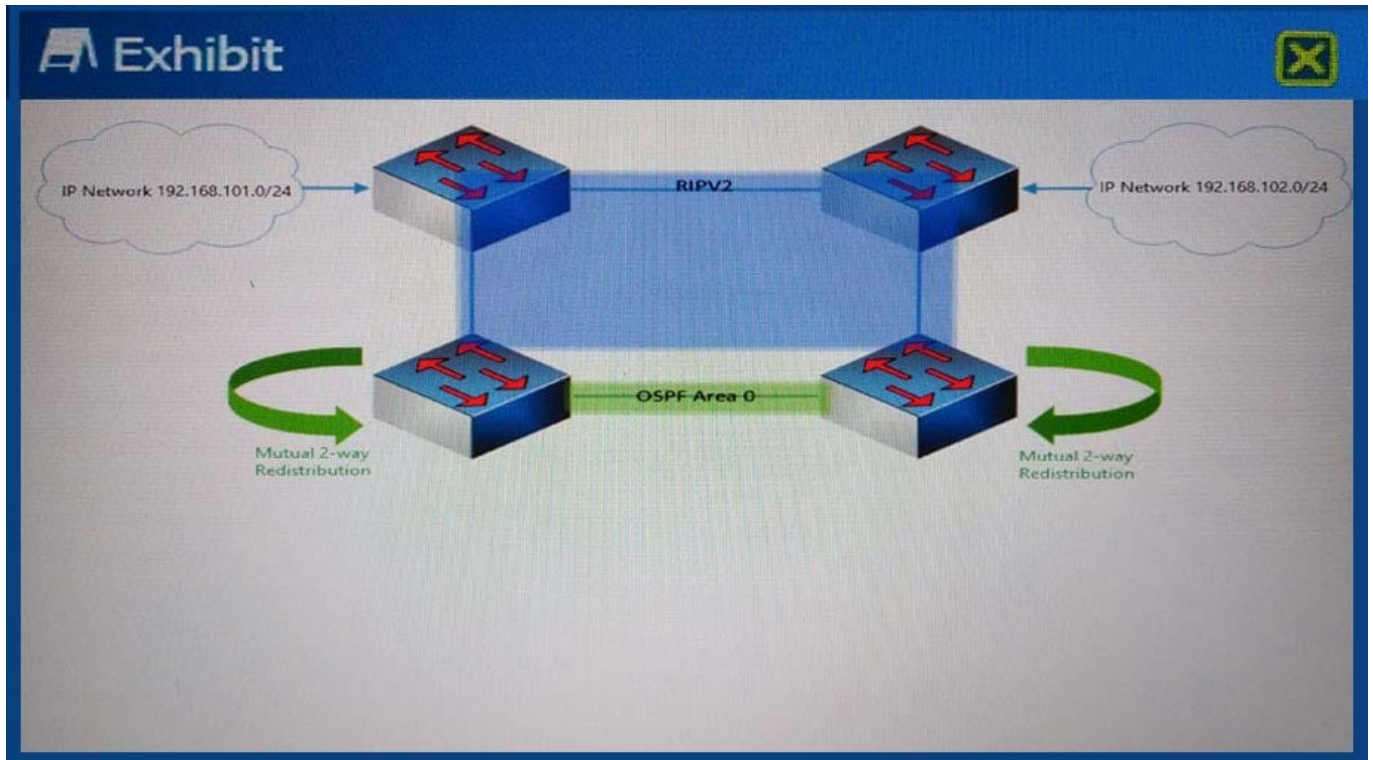 Exhibit
IP Network 192.168.101.0/24
RIPV2
IP Network 192.168.102.0/24
OSPF Area 0
Mutual 2-way
Redistribution
Mutual 2-way
Redistribution